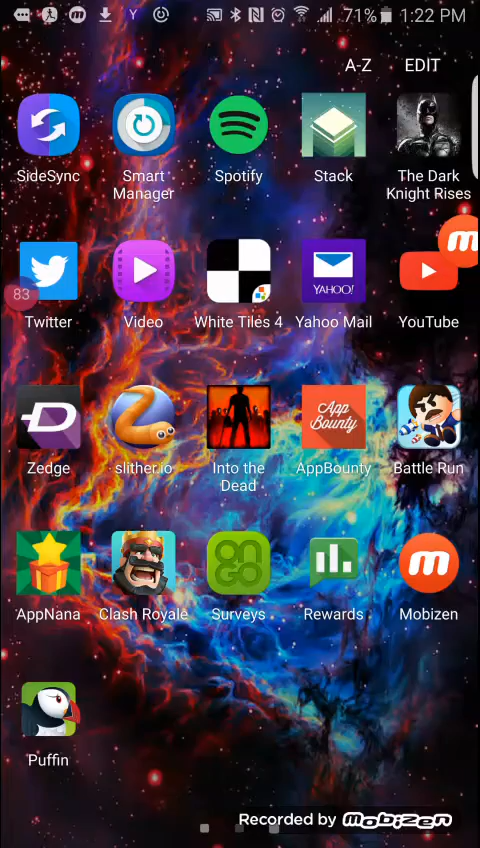 71% 1:22 PM
A-Z EDIT
SideSync
Smart
Manager
Spotify
Stack
The Dark
Knight Rises
YAHOO!
83
Twitter
Video
White Tiles 4
Yahoo Mail
YouTube
App
Bounty
Zedge
slither.io
Into the
Dead
AppBounty
Battle Run
ONGO
AppNana
Clash Royale
Surveys
Rewards
Mobizen
Puffin
Recorded by Mobizen